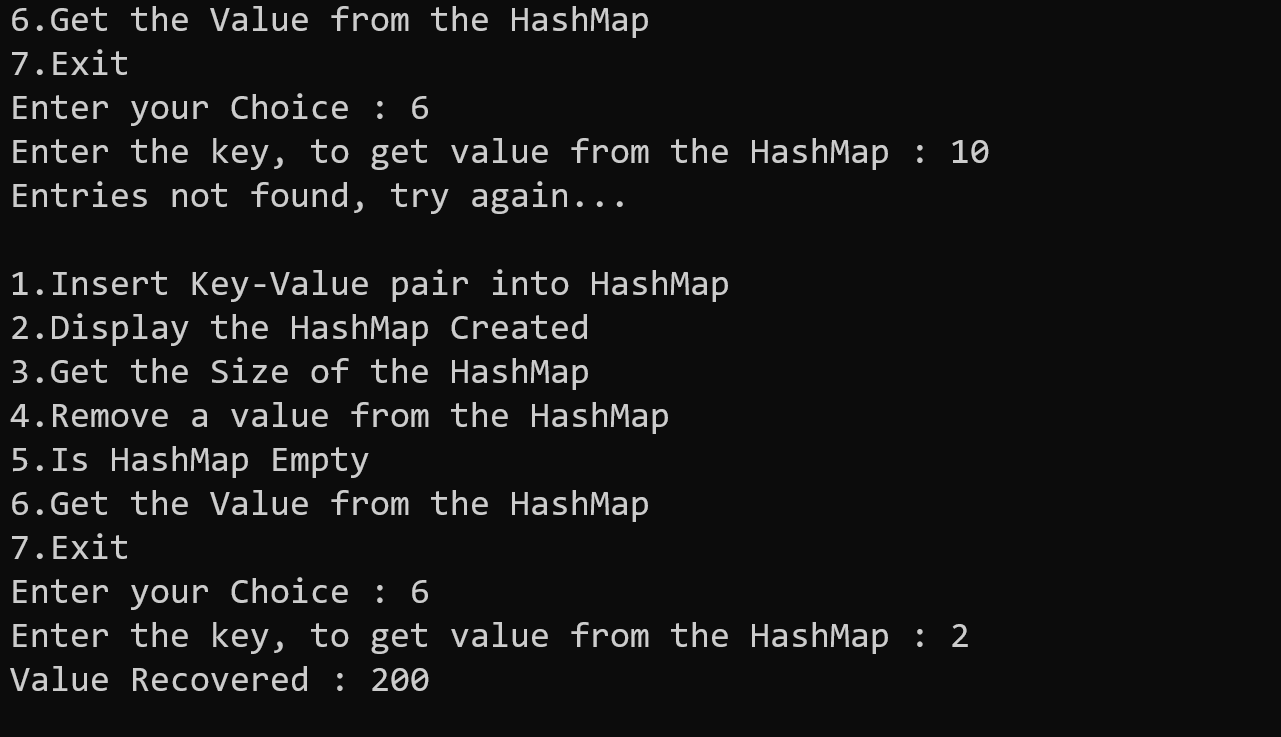 6.Get the Value from the HashMap
7.Exit
Enter your Choice : 6
Enter the key, to get value from the HashMap : 10
Entries not found, try again...
1.Insert Key-Value pair into HashMap
2.Display the HashMap Created
3.Get the Size of the HashMap
4.Remove a value from the HashMap
5.Is HashMap Empty
6.Get the Value from the HashMap
7.Exit
Enter your Choice : 6
Enter the key, to get value from the HashMap : 2
Value Recovered : 200